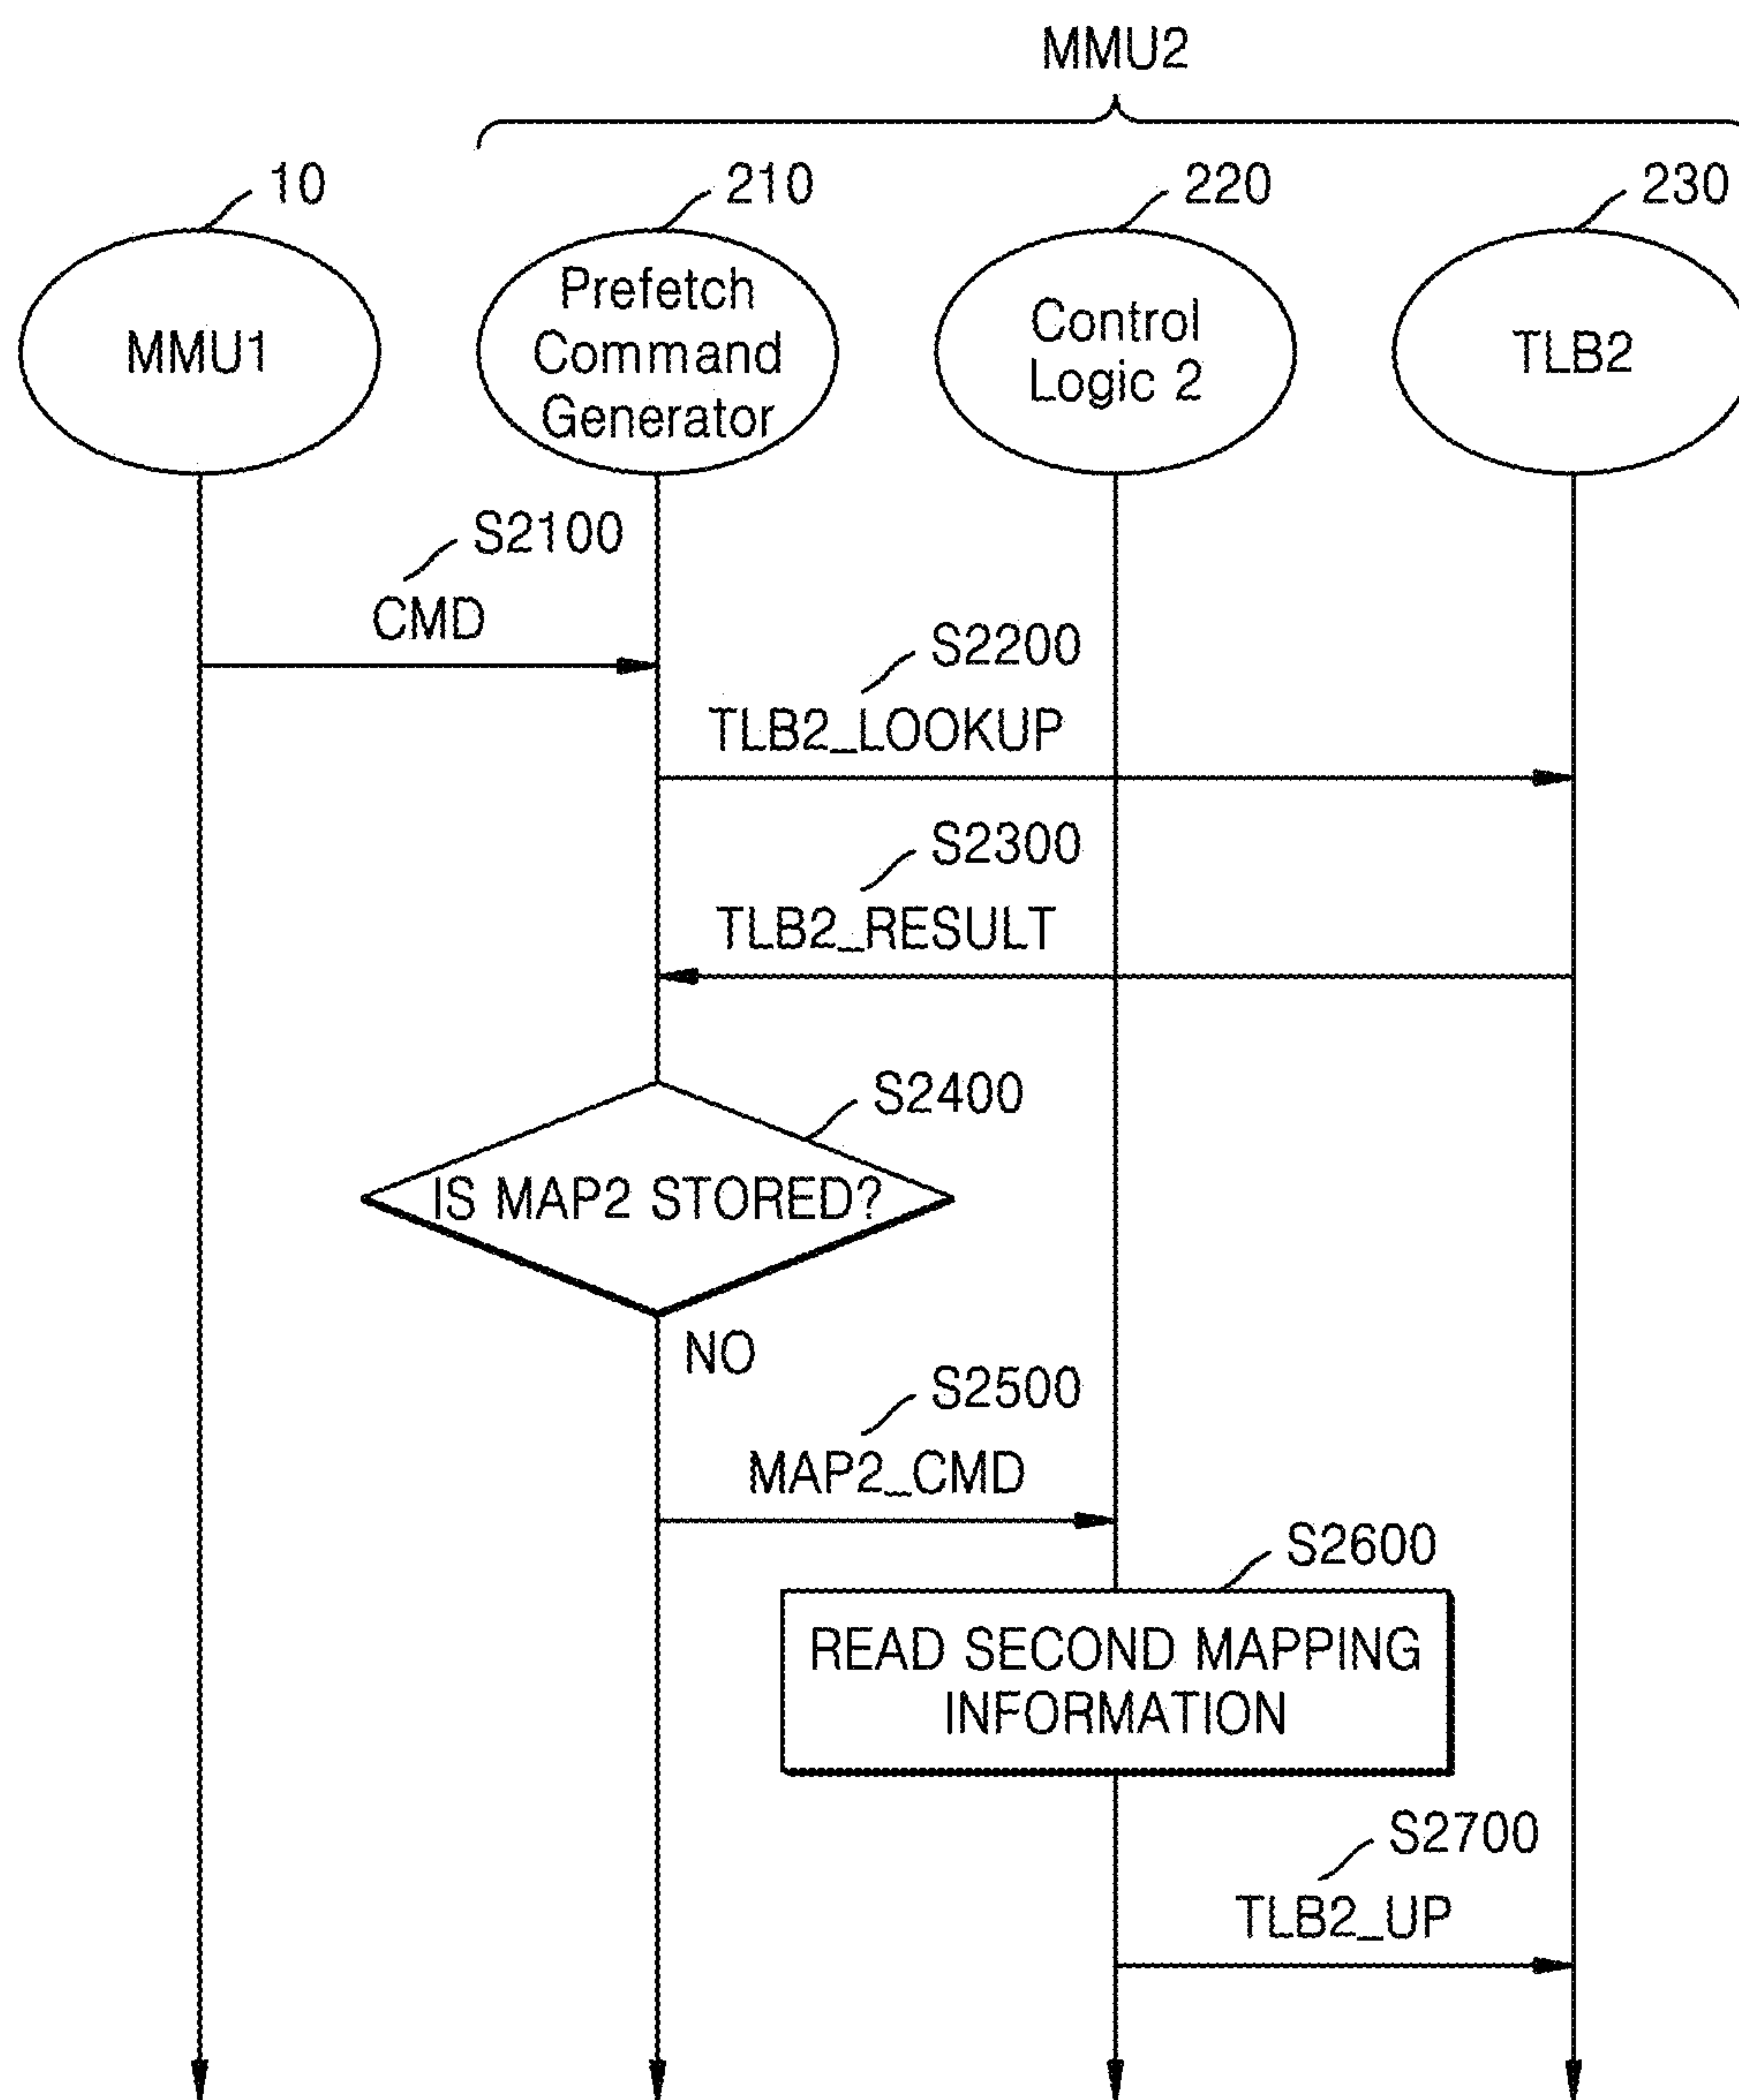 MMU2
10
210
220
230
MMU1
Prefetch
Command
Generator
Control
Logic 2
TLB2
S2100
CMD
S2200
TLB2_LOOKUP
S2300
TLB2_RESULT
S2400
IS MAP2 STORED?
NO
S2500
MAP2_CMD
S2600
READ SECOND MAPPING
INFORMATION
S2700
TLB2_UP